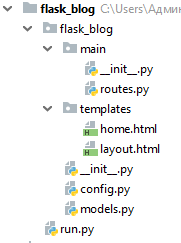 flask_blog C:\Users\Админ
flask_blog
main
__init__.py
routes.py
templates
home.html
layout.html
__init__.py
config.py
models.py
run.py